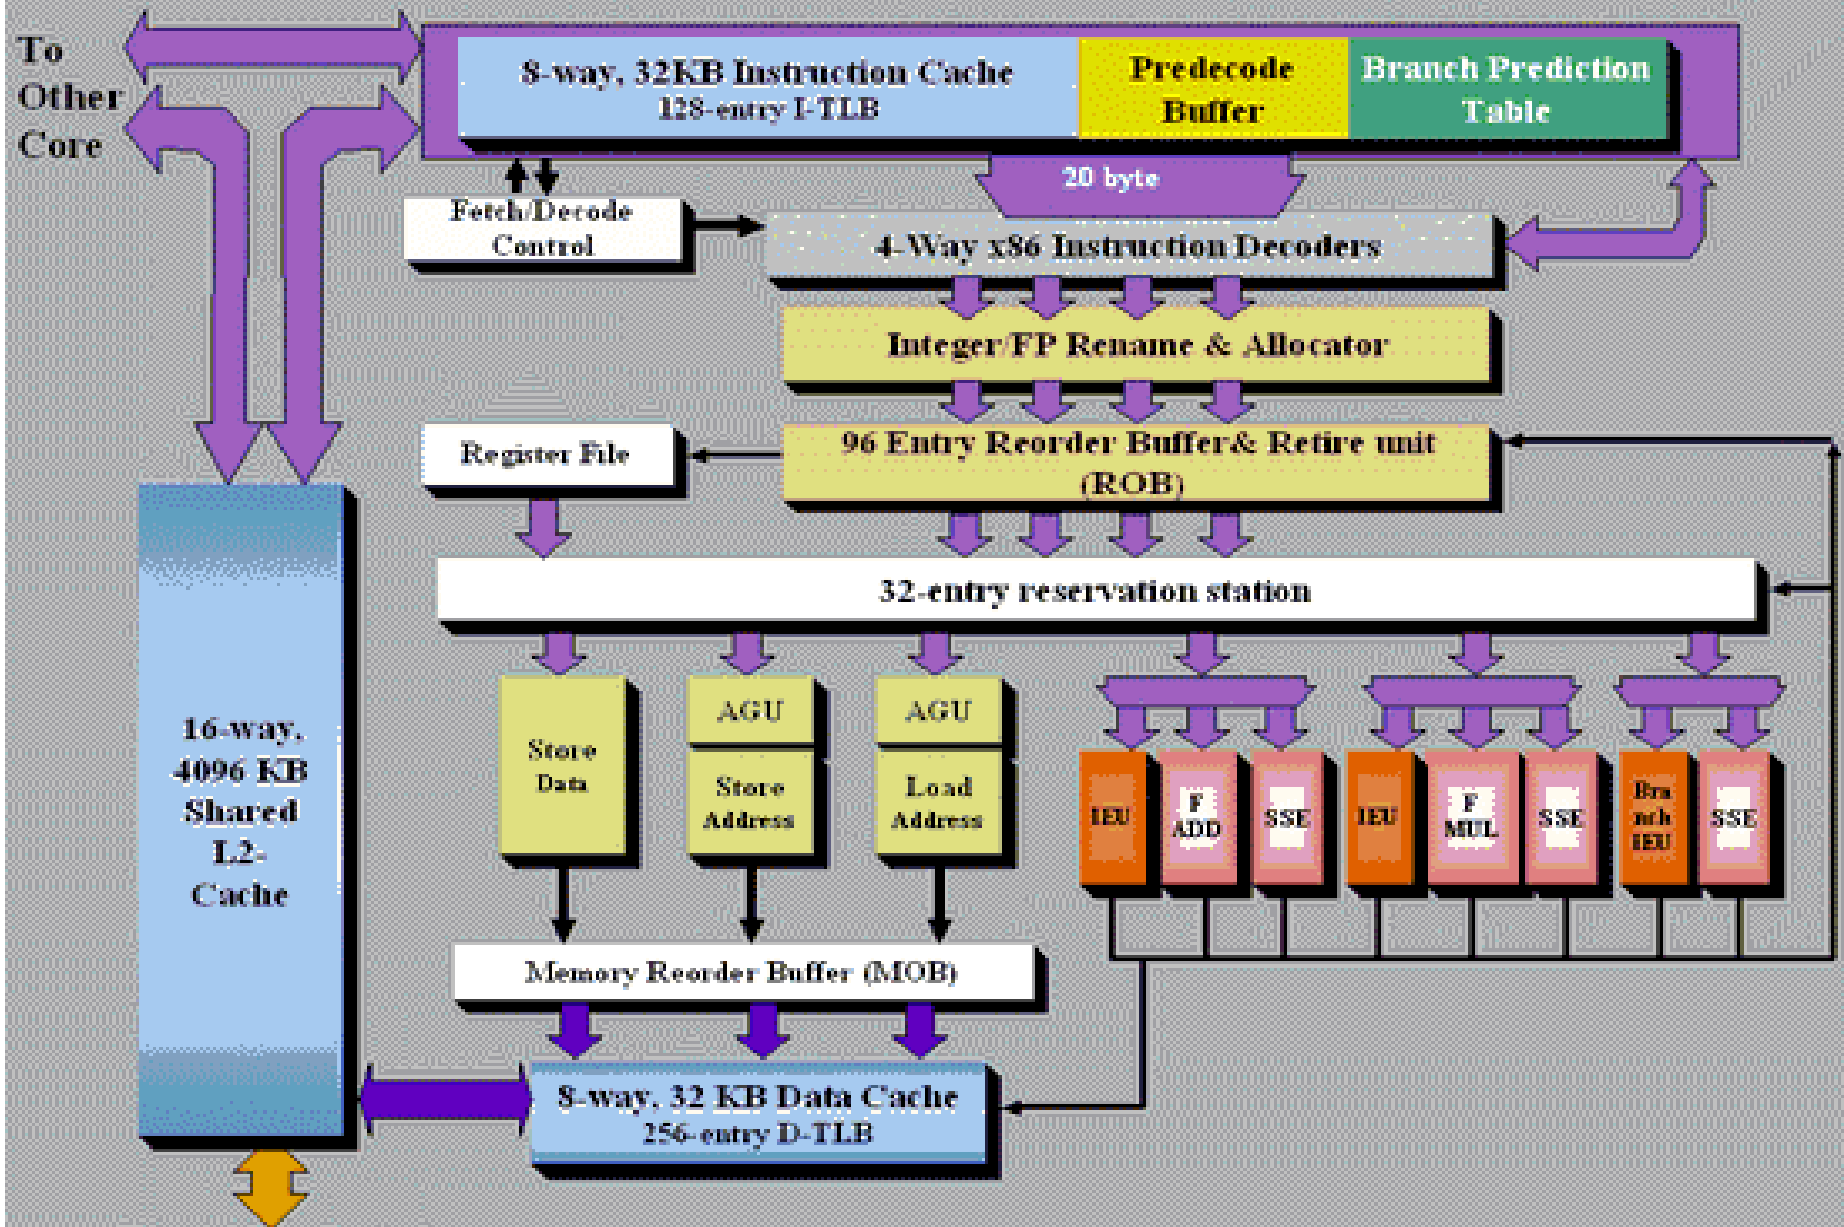 To
Other
Core
8-way, 32KB Instruction Cache
128-entry I-TLB
Predecode
Buffer
Branch Prediction
Table
20 byte
Fetch/Decode
Control
4-Way x86 Instruction Decoders
Integer/FP Rename & Allocator
Register File
96 Entry Reorder Buffer& Retire unit
(ROB)
32-entry reservation station
16-way,
4096 KB
Shared
L2-
Cache
Store
Data
AGU
Store
Address
AGU
Load
Address
IEU
F
ADD
SSE
IEU
F
MUL
SSE
Bra
nch
IEU
SSE
Memory Reorder Buffer (MOB)
8-way, 32 KB Data Cache
256-entry D-TLB